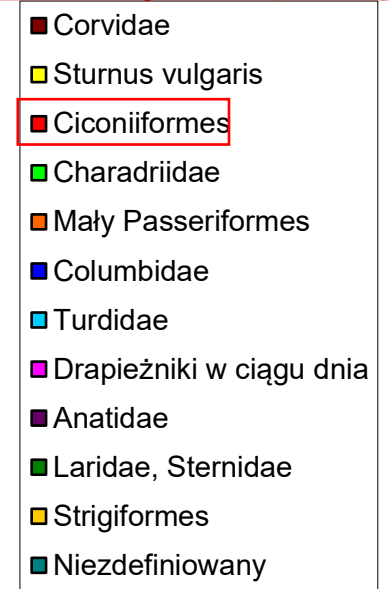 Corvidae
Sturnus vulgaris
Ciconiiformes
Charadriidae
Mały Passeriformes
Columbidae
Turdidae
Drapieżniki w ciągu dnia
Anatidae
Laridae, Sternidae
Strigiformes
Niezdefiniowany